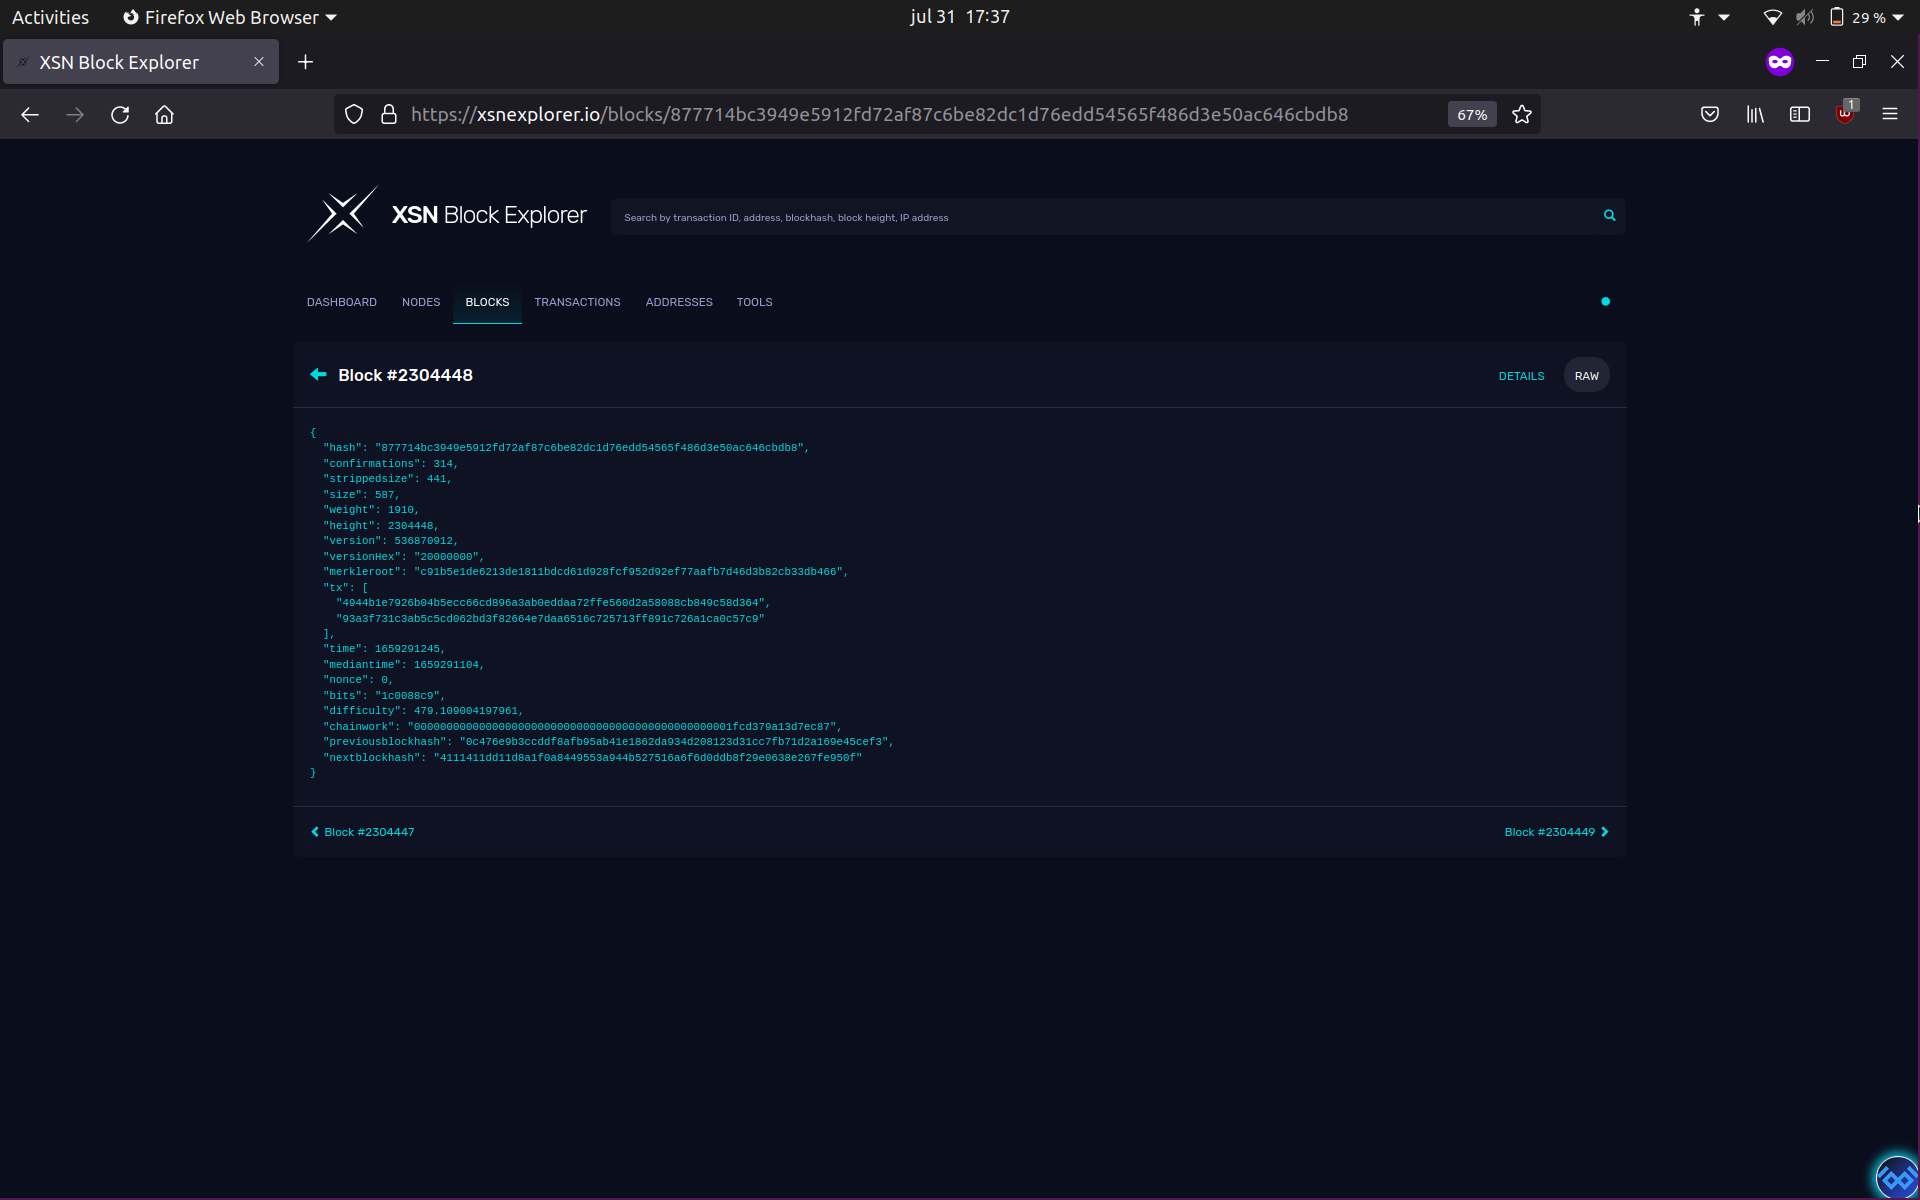 Activities
Firefox Web Browser
jul 31 17:37
29 %
XSN Block Explorer
https://xsnexplorer.io/blocks/877714bc3949e5912fd72af87c6be82dc1d76edd54565f486d3e50ac646cbdb8
67%
1
XSN Block Explorer
Search by transaction ID, address, blockhash, block height, IP address
DASHBOARD NODES BLOCKS TRANSACTIONS ADDRESSES TOOLS
Block #2304448
DETAILS
RAW
{
"hash": "877714bc3949e5912fd72af87c6be82dc1d76edd54565f486d3e50ac646cbdb8",
"confirmations": 314,
"strippedsize": 441,
"size": 587,
"weight": 1910,
"height": 2304448,
"version": 536870912,
"versionHex": "20000000",
"merkleroot": "c91b5e1de6213de1811bdcd61d928fcf952d92ef77aafb7d46d3b82cb33db466",
"tx": [
"4944b1e7926b04b5ecc66cd896a3ab0eddaa72ffe560d2a58088cb849c58d364",
"93a3f731c3ab5c5cd062bd3f82664e7daa6516c725713ff891c726a1ca0c57c9"
],
"time": 1659291245,
"mediantime": 1659291104,
"nonce": 0,
"bits": "1c0088c9",
"difficulty": 479.109004197961,
"chainwork": "000000000000000000000000000000000000000000000001fcd379a13d7ec87",
"previousblockhash": "0c476e9b3ccddf8afb95ab41e1862da934d208123d31cc7fb71d2a169e45cef3",
"nextblockhash": "4111411dd11d8a1f0a8449553a944b527516a6f6d0ddb8f29e0638e267fe950f"
}
Block #2304447
Block #2304449